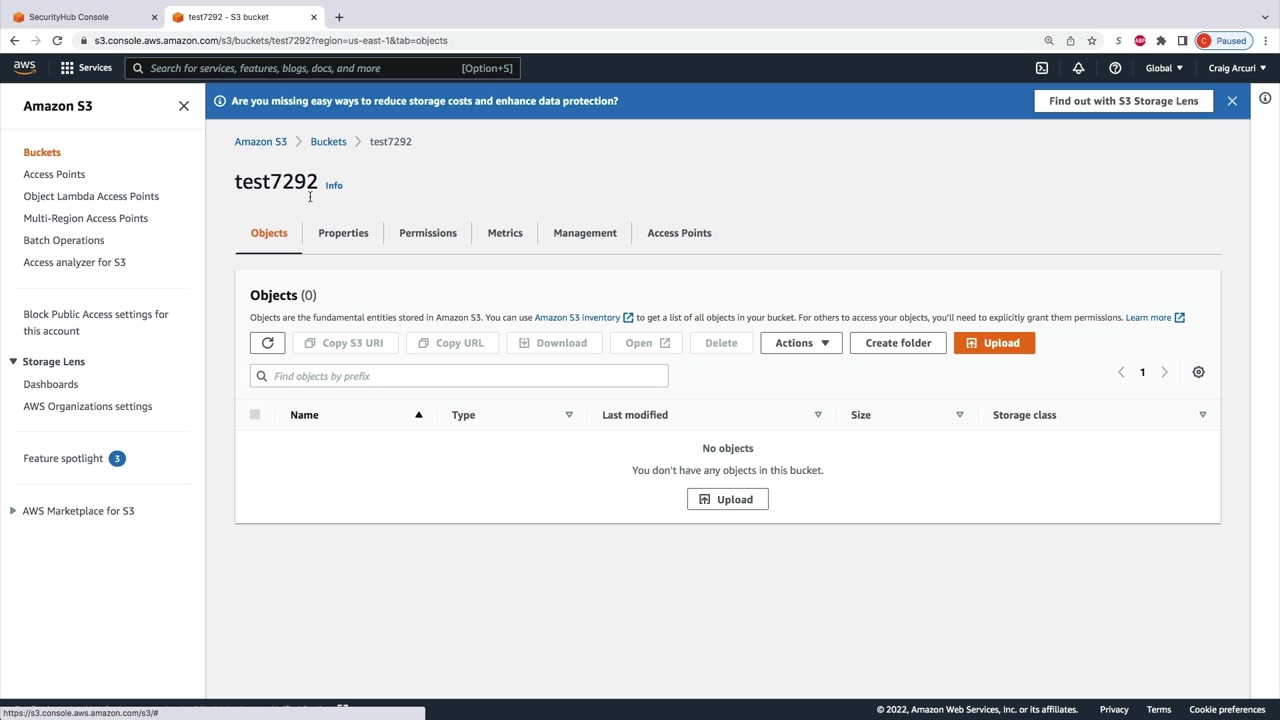 SecurityHub Console
test7292 - S3 bucket
s3.console.aws.amazon.com/s3/buckets/test7292?region=us-east-1&tab=objects
S
ABP
C
Paused
aws
Services
Search for services, features, blogs, docs, and more
[Option+S]
Global
Craig Arcuri
Amazon S3
Are you missing easy ways to reduce storage costs and enhance data protection?
Find out with S3 Storage Lens
Buckets
Access Points
Object Lambda Access Points
Multi-Region Access Points
Batch Operations
Access analyzer for S3
Block Public Access settings for
this account
Storage Lens
Dashboards
AWS Organizations settings
Feature spotlight 3
AWS Marketplace for S3
Amazon S3 > Buckets > test7292
test7292 Info
Objects
Properties
Permissions
Metrics
Management
Access Points
Objects (0)
Objects are the fundamental entities stored in Amazon S3. You can use Amazon S3 inventory to get a list of all objects in your bucket. For others to access your objects, you'll need to explicitly grant them permissions. Learn more
Copy S3 URI
Copy URL
Download
Open
Delete
Actions
Create folder
Upload
Find objects by prefix
1
Name
Type
Last modified
Size
Storage class
No objects
You don't have any objects in this bucket.
Upload
https://s3.console.aws.amazon.com/s3/#
© 2022, Amazon Web Services, Inc. or its affiliates.
Privacy
Terms
Cookie preferences